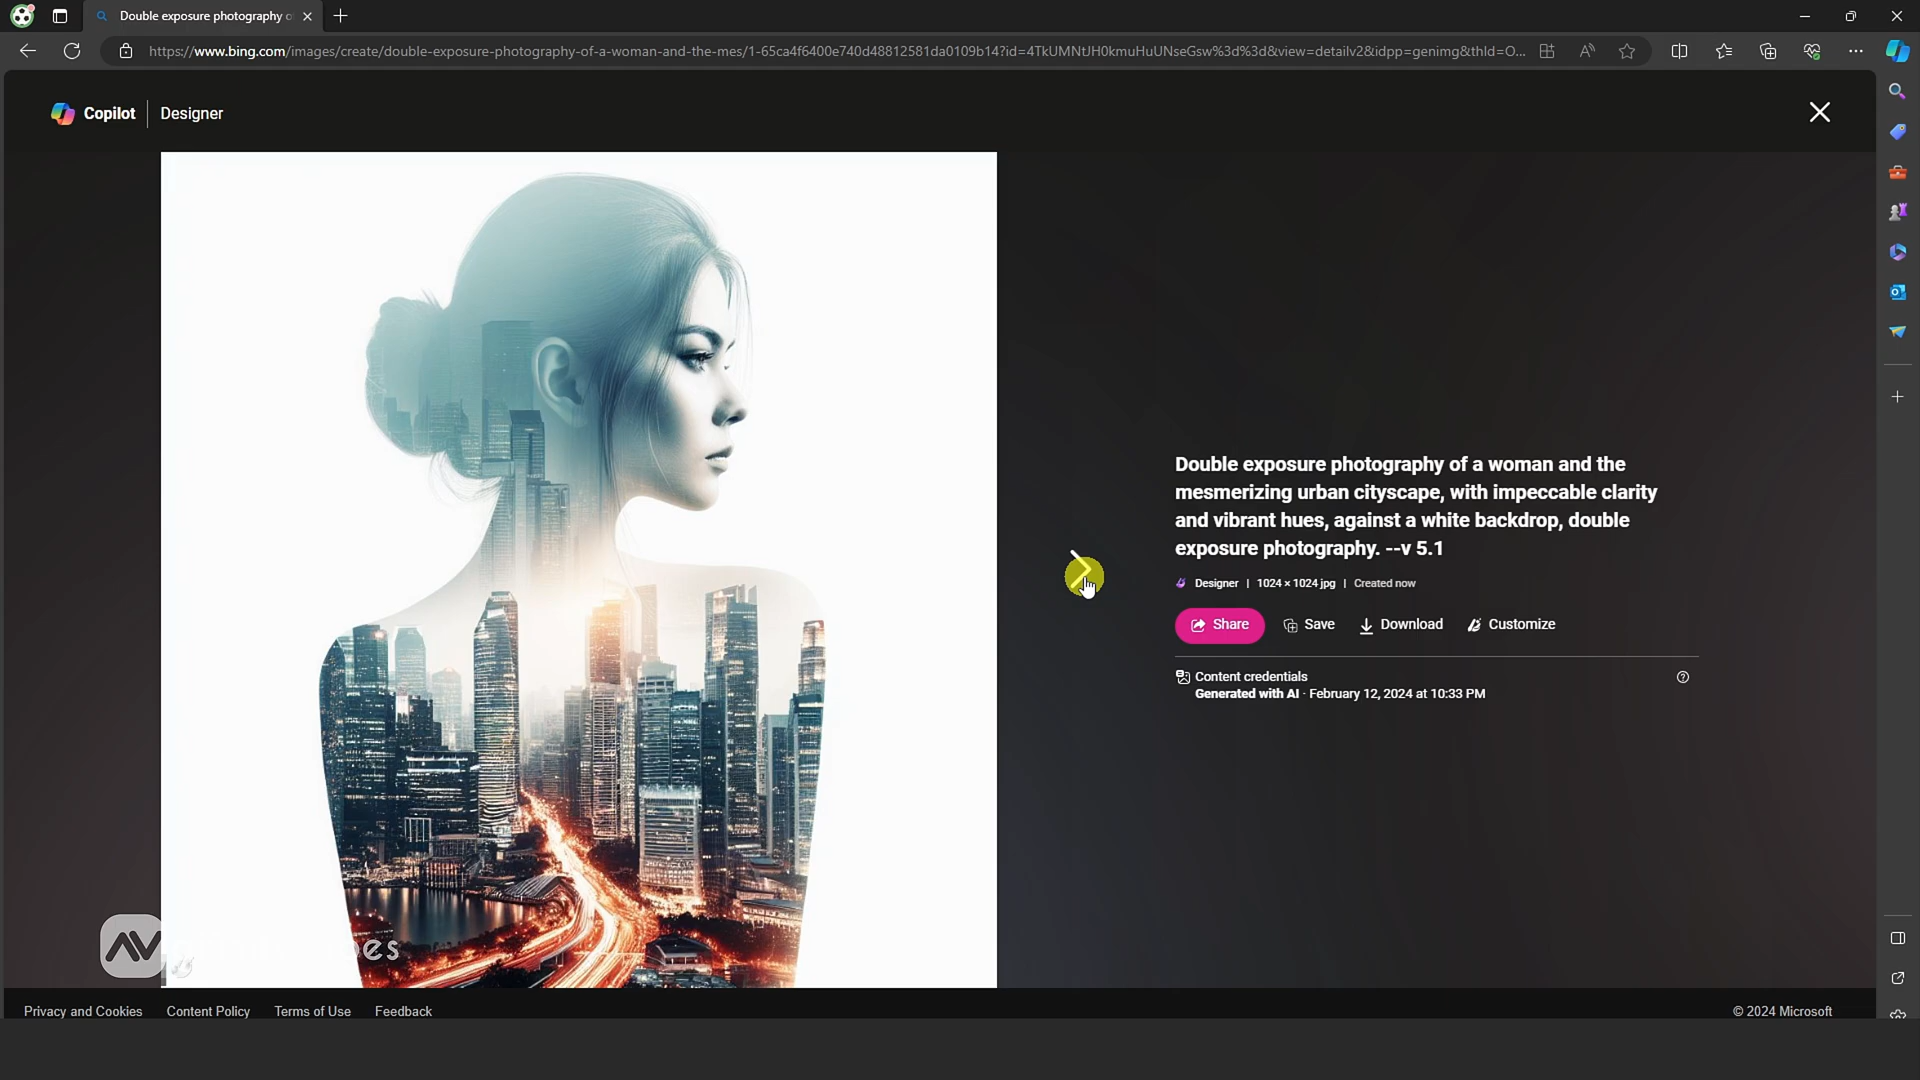 Double exposure photography o
https://www.bing.com/images/create/double-exposure-photography-of-a-woman-and-the-mes/1-65ca4f6400e740d48812581da0109b14?id=4TkUMNtJH0kmuHuUNseGsw%3d%3d&view=detailv2&idpp=genimg&thId=O...
Copilot | Designer
Double exposure photography of a woman and the
mesmerizing urban cityscape, with impeccable clarity
and vibrant hues, against a white backdrop, double
exposure photography. --v 5.1
Designer | 1024 × 1024 jpg | Created now
Share Save Download Customize
Content credentials
Generated with AI · February 12, 2024 at 10:33 PM
Privacy and Cookies Content Policy Terms of Use Feedback © 2024 Microsoft